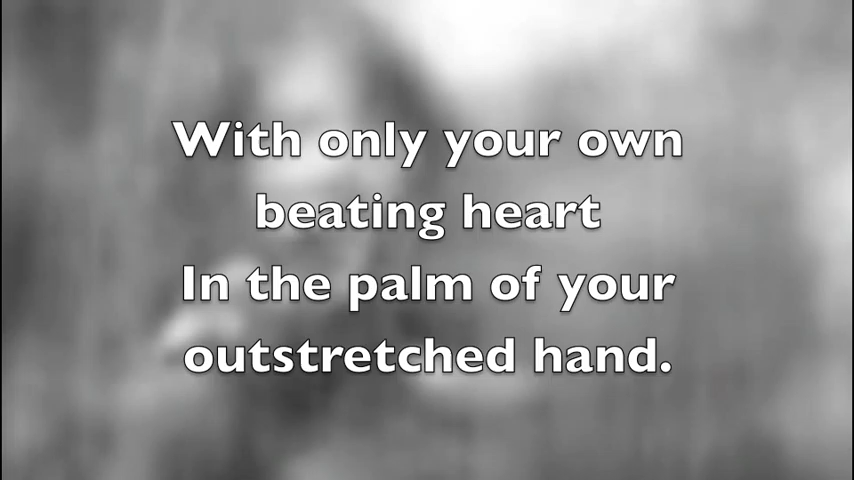 With only your own
beating heart
In the palm of your
outstretched hand.